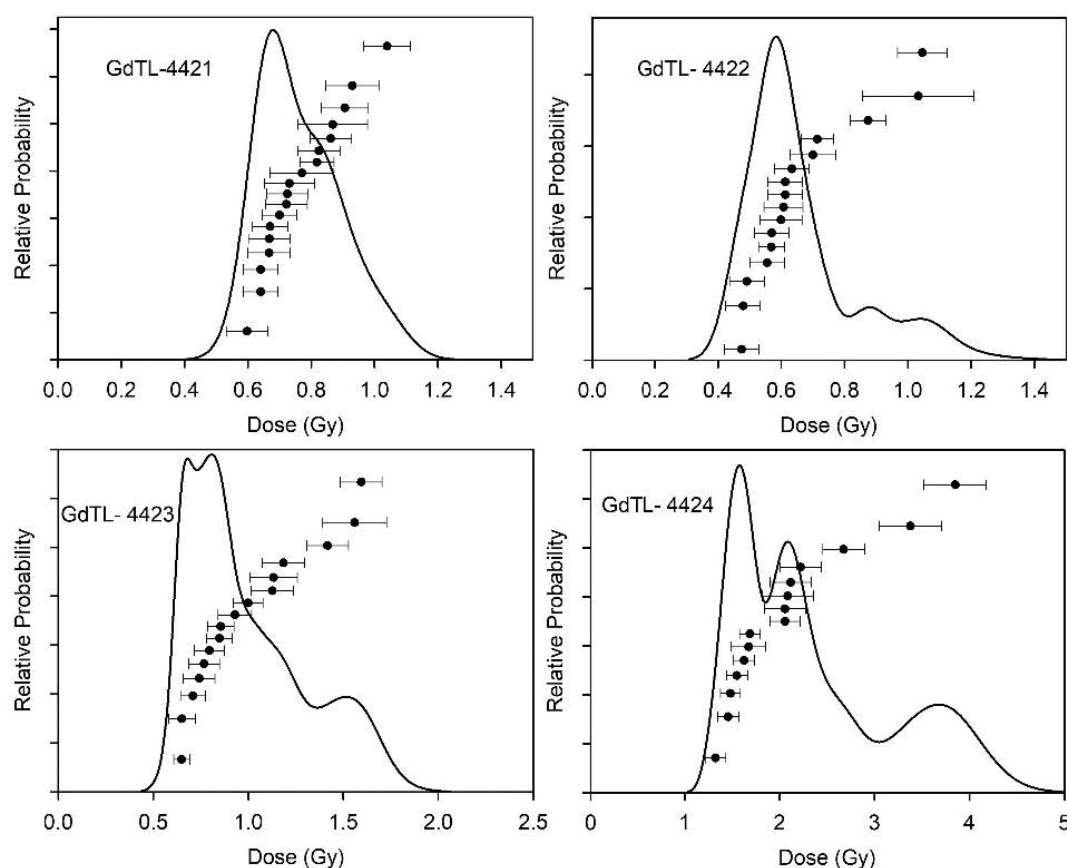 GdTL-4421
Relative Probability
0.0 0.2 0.4 0.6 0.8 1.0 1.2 1.4
Dose (Gy)
GdTL- 4422
Relative Probability
0.0 0.2 0.4 0.6 0.8 1.0 1.2 1.4
Dose (Gy)
GdTL- 4423
Relative Probability
0.0 0.5 1.0 1.5 2.0 2.5
Dose (Gy)
GdTL- 4424
Relative Probability
0 1 2 3 4 5
Dose (Gy)